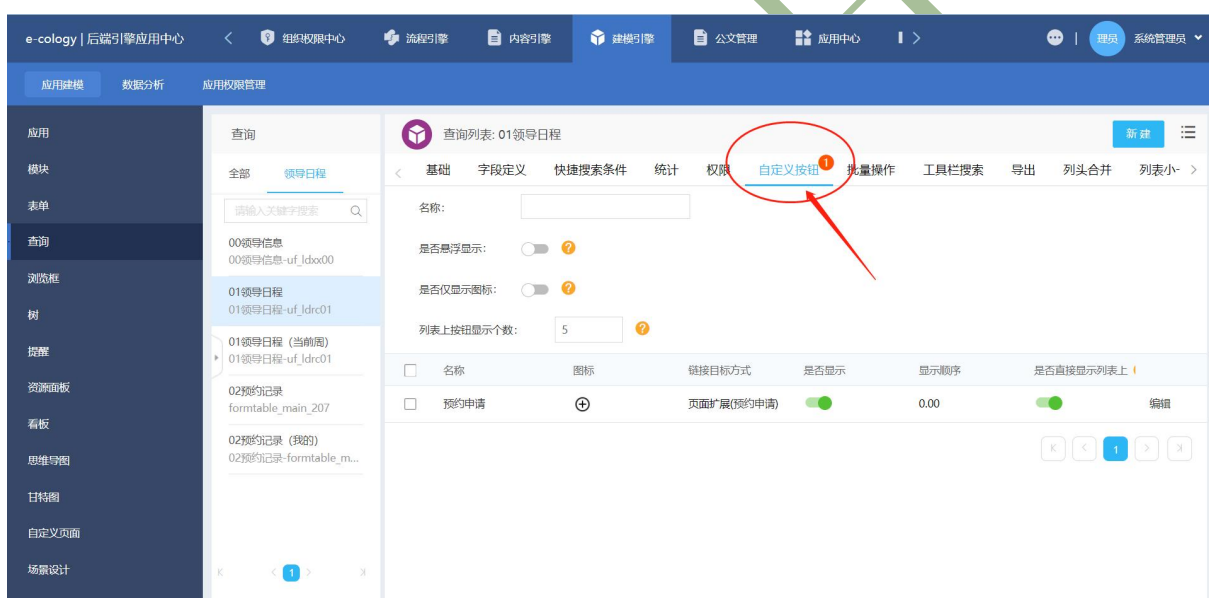 e-cology | 后端引擎应用中心 组织权限中心 流程引擎 内容引擎 建模引擎 公文管理 应用中心 理员 系统管理员
应用建模 数据分析 应用权限管理
应用
模块
表单
查询
浏览框
树
提醒
资源面板
看板
思维导图
甘特图
自定义页面
场景设计
查询
全部 领导日程
请输入关键字搜索
00领导信息
00领导信息-uf_ldxx00
01领导日程
01领导日程-uf_ldrc01
01领导日程（当前周）
01领导日程-uf_ldrc01
02预约记录
formtable_main_207
02预约记录（我的）
02预约记录-formtable_m...
1
查询列表: 01领导日程 新建
基础 字段定义 快捷搜索条件 统计 权限 自定义按钮 1 批量操作 工具栏搜索 导出 列头合并 列表小-
名称:
是否悬浮显示: ?
是否仅显示图标: ?
列表上按钮显示个数: 5 ?
名称 图标 链接目标方式 是否显示 显示顺序 是否直接显示列表上
预约申请 页面扩展(预约申请) 0.00 编辑
1